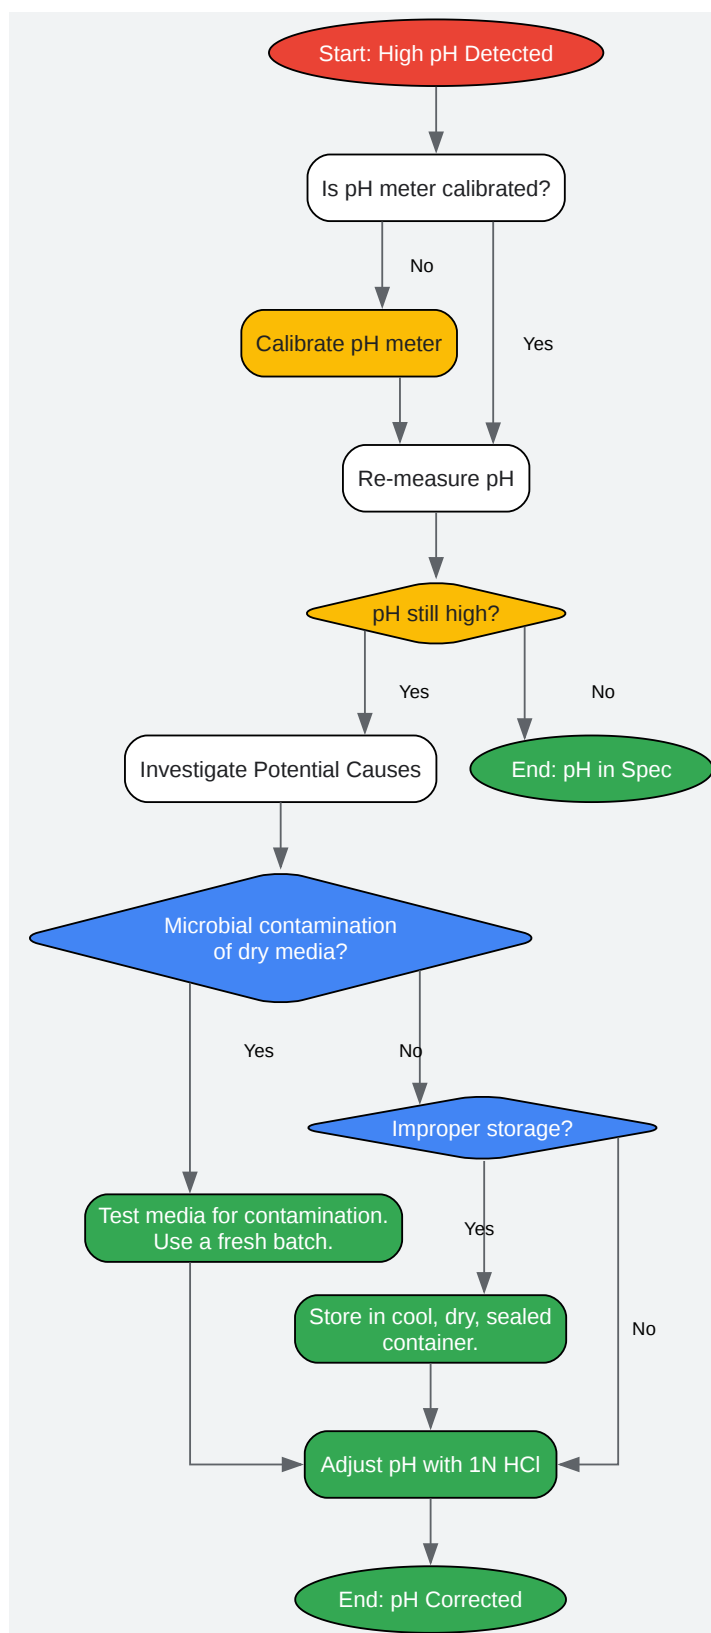 Start: High pH Detected
Is pH meter calibrated?
No
Calibrate pH meter
Yes
Re-measure pH
pH still high?
Yes
No
Investigate Potential Causes
End: pH in Spec
Microbial contamination
of dry media?
Yes
No
Improper storage?
Test media for contamination.
Use a fresh batch.
Yes
Store in cool, dry, sealed
container.
No
Adjust pH with 1N HCl
End: pH Corrected